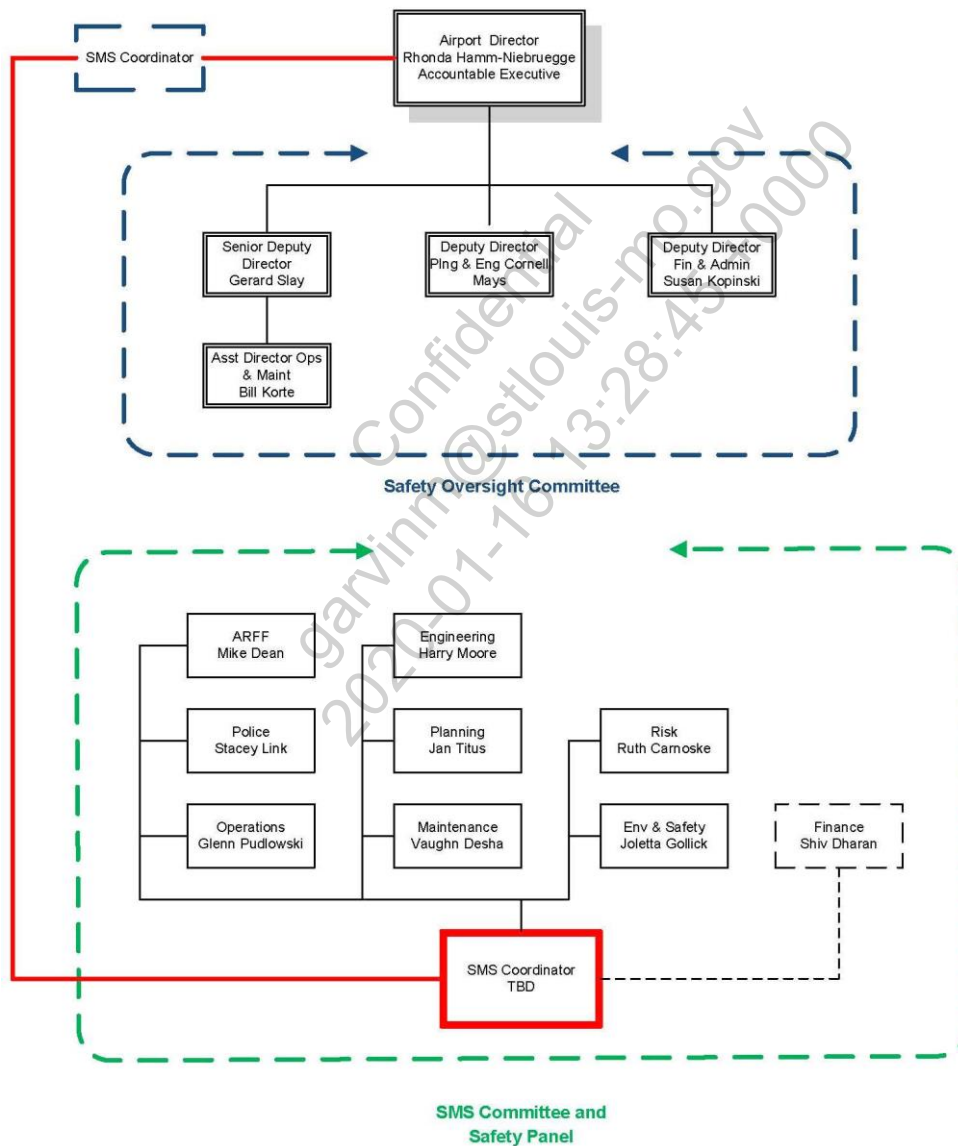 SMS Coordinator
Airport Director
Rhonda Hamm-Niebruegge
Accountable Executive
Senior Deputy
Director
Gerard Slay
Deputy Director
Plng & Eng Cornell
Mays
Deputy Director
Fin & Admin
Susan Kopinski
Asst Director Ops
& Maint
Bill Korte
Safety Oversight Committee
Confidential
garvinm@stlouis-mo.gov
2020-01-16 13:28:45 +0000
ARFF
Mike Dean
Engineering
Harry Moore
Police
Stacey Link
Planning
Jan Titus
Risk
Ruth Carnoske
Operations
Glenn Pudlowski
Maintenance
Vaughn Desha
Env & Safety
Joletta Gollick
Finance
Shiv Dharan
SMS Coordinator
TBD
SMS Committee and
Safety Panel